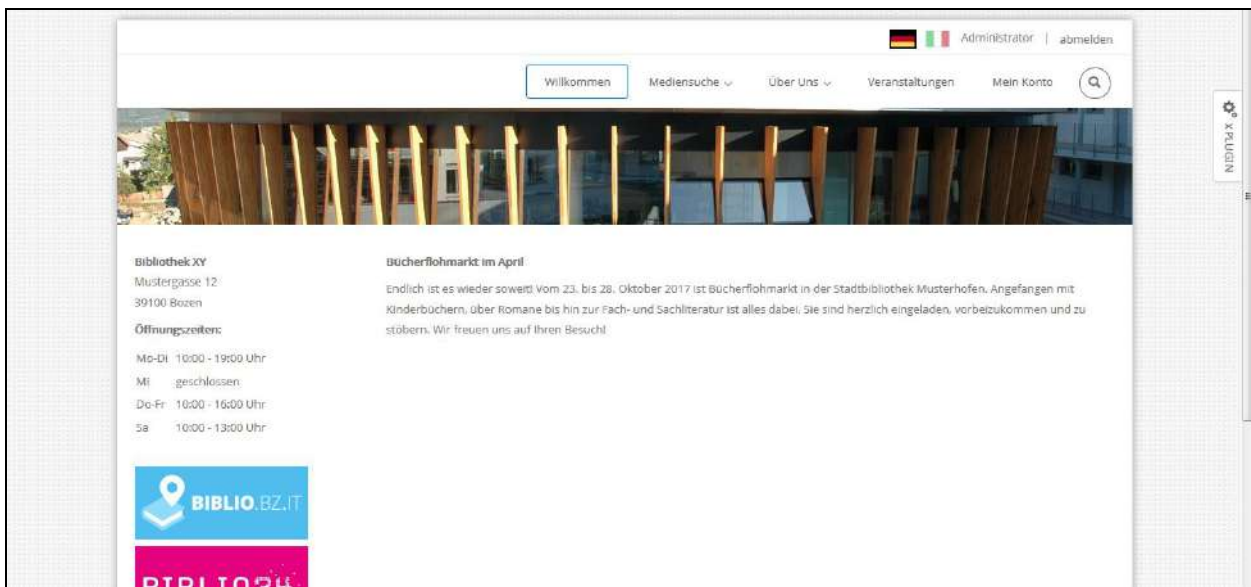 Administrator | abmelden
Willkommen Mediensuche Über Uns Veranstaltungen Mein Konto
X PLUGIN
Bibliothek XY
Mustergasse 12
39100 Bozen
Öffnungszeiten:
Mo-Di 10:00 - 19:00 Uhr
Mi geschlossen
Do-Fr 10:00 - 16:00 Uhr
Sa 10:00 - 13:00 Uhr
BIBLIO.BZ.IT
BIBLIO24
Bücherflohmarkt im April
Endlich ist es wieder soweit! Vom 23. bis 28. Oktober 2017 ist Bücherflohmarkt in der Stadtbibliothek Musterhofen. Angefangen mit
Kinderbüchern, über Romane bis hin zur Fach- und Sachliteratur ist alles dabei. Sie sind herzlich eingeladen, vorbeizukommen und zu
stöbern. Wir freuen uns auf Ihren Besuch!